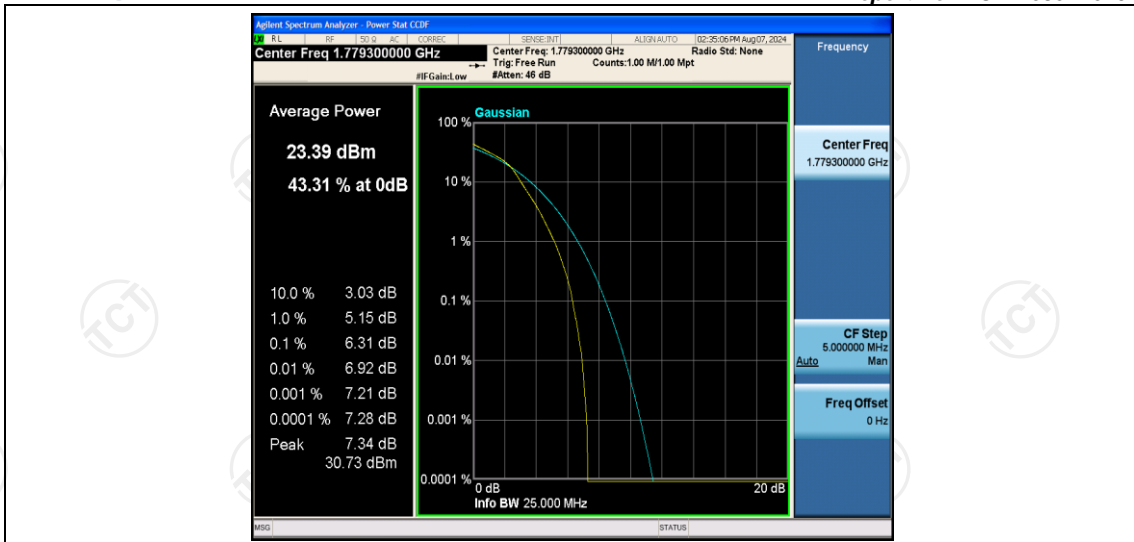 Agilent Spectrum Analyzer - Power Stat CCDF
RL RF 50 Ω AC CORREC SENSE:INT ALIGN AUTO 02:35:06 PM Aug 07, 2024
Center Freq 1.779300000 GHz
Center Freq: 1.779300000 GHz Radio Std: None
Trig: Free Run Counts:1.00 M/1.00 Mpt
#IFGain:Low #Atten: 46 dB
Frequency
Average Power
23.39 dBm
43.31 % at 0dB
10.0 % 3.03 dB
1.0 % 5.15 dB
0.1 % 6.31 dB
0.01 % 6.92 dB
0.001 % 7.21 dB
0.0001 % 7.28 dB
Peak 7.34 dB
30.73 dBm
Gaussian
100 %
10 %
1 %
0.1 %
0.01 %
0.001 %
0.0001 %
0 dB 20 dB
Info BW 25.000 MHz
Center Freq
1.779300000 GHz
CF Step
5.000000 MHz
Auto Man
Freq Offset
0 Hz
MSG STATUS
TCT
TCT